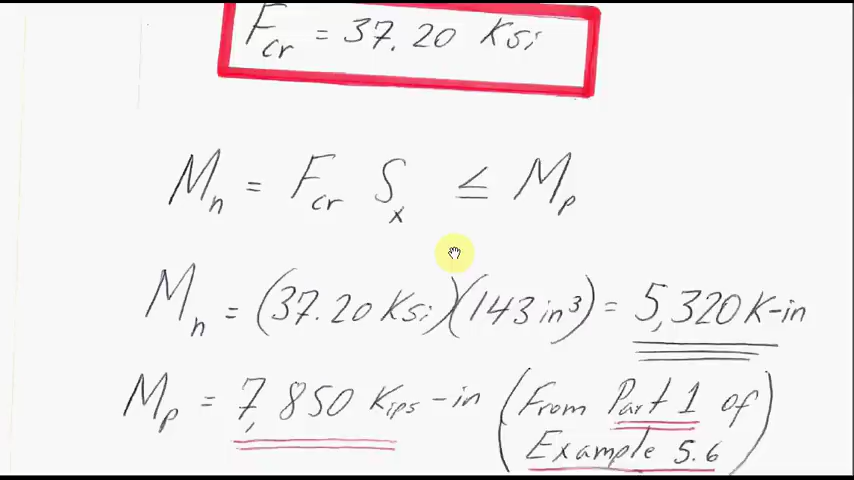 Fcr = 37.20 Ksi
Mn = Fcr Sx ≤ Mp
Mn = (37.20 Ksi)(143 in³) = 5,320 K-in
Mp = 7,850 Kips-in (From Part 1 of
Example 5.6)